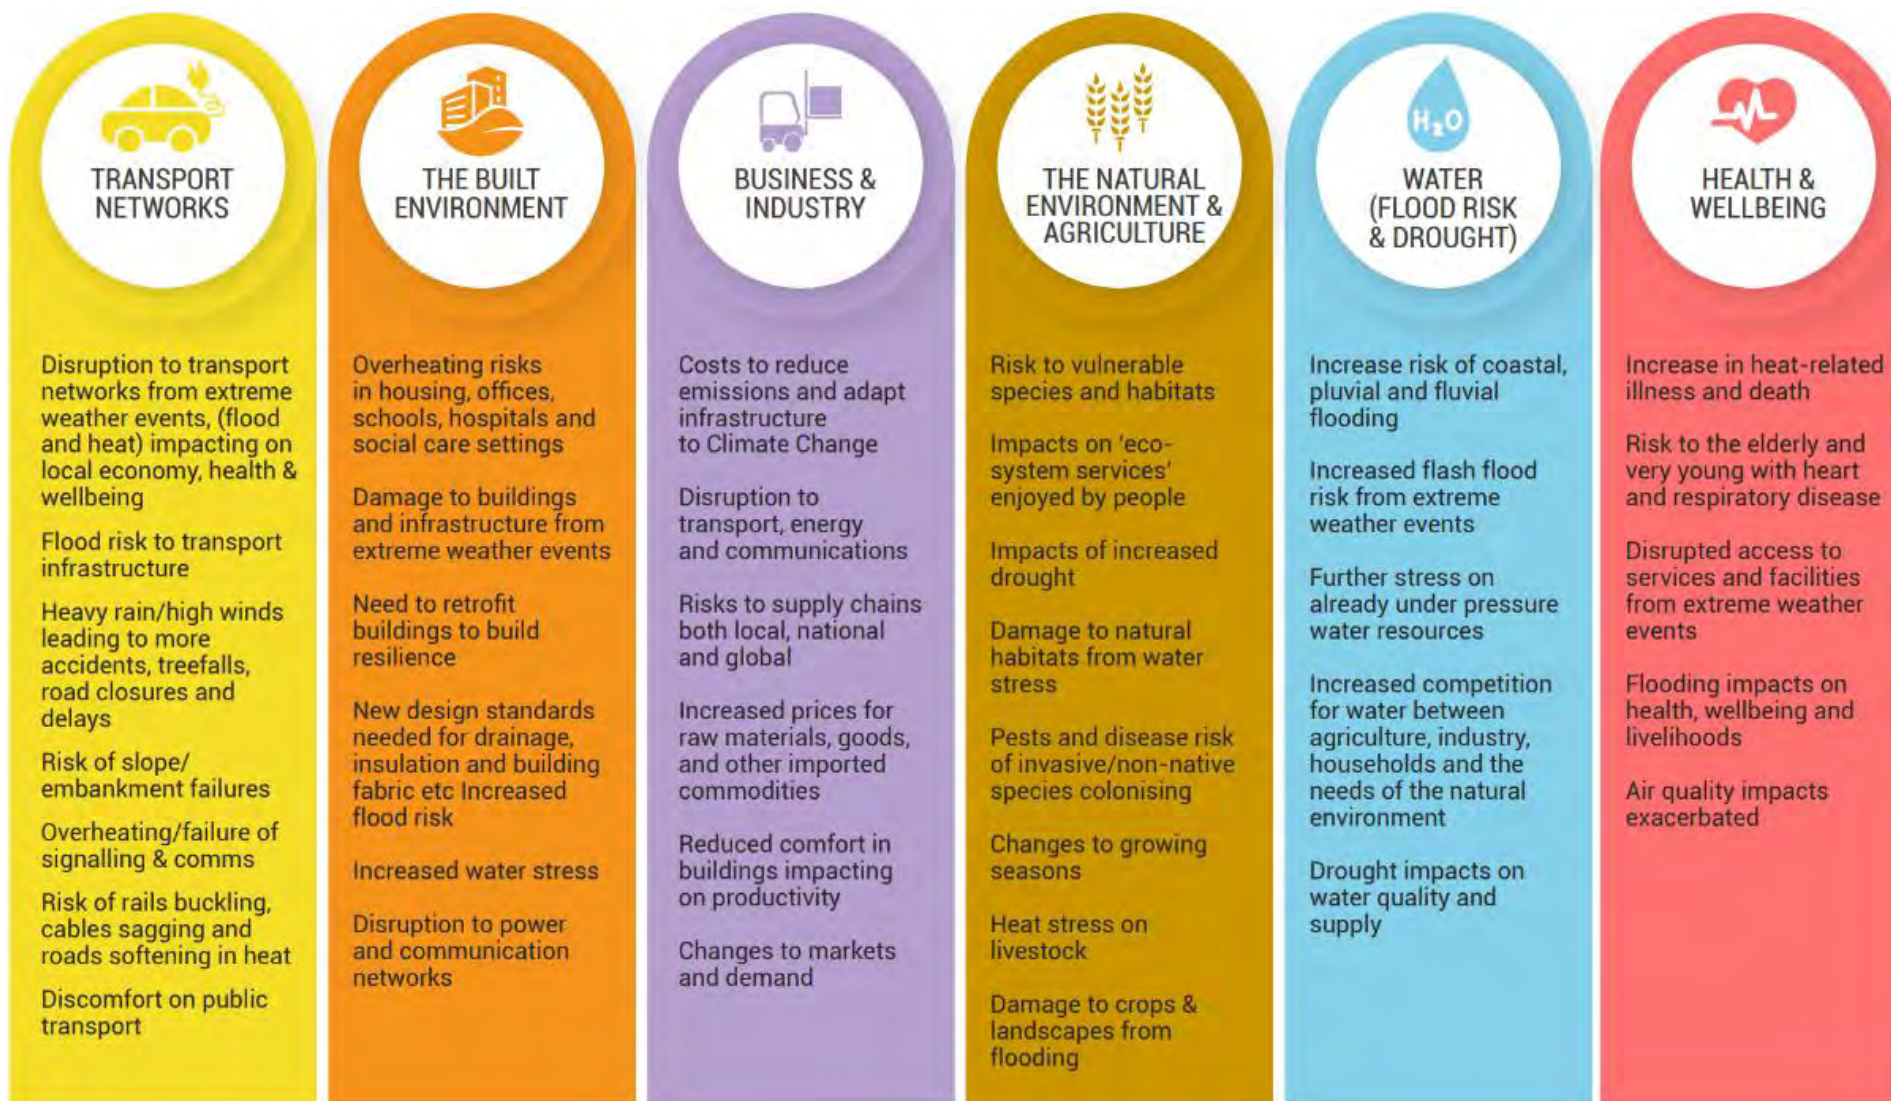 TRANSPORT
NETWORKS
Disruption to transport
networks from extreme
weather events, (flood
and heat) impacting on
local economy, health &
wellbeing
Flood risk to transport
infrastructure
Heavy rain/high winds
leading to more
accidents, treefalls,
road closures and
delays
Risk of slope/
embankment failures
Overheating/failure of
signalling & comms
Risk of rails buckling,
cables sagging and
roads softening in heat
Discomfort on public
transport
THE BUILT
ENVIRONMENT
Overheating risks
in housing, offices,
schools, hospitals and
social care settings
Damage to buildings
and infrastructure from
extreme weather events
Need to retrofit
buildings to build
resilience
New design standards
needed for drainage,
insulation and building
fabric etc Increased
flood risk
Increased water stress
Disruption to power
and communication
networks
BUSINESS &
INDUSTRY
Costs to reduce
emissions and adapt
infrastructure
to Climate Change
Disruption to
transport, energy
and communications
Risks to supply chains
both local, national
and global
Increased prices for
raw materials, goods,
and other imported
commodities
Reduced comfort in
buildings impacting
on productivity
Changes to markets
and demand
THE NATURAL
ENVIRONMENT &
AGRICULTURE
Risk to vulnerable
species and habitats
Impacts on 'eco-
system services'
enjoyed by people
Impacts of increased
drought
Damage to natural
habitats from water
stress
Pests and disease risk
of invasive/non-native
species colonising
Changes to growing
seasons
Heat stress on
livestock
Damage to crops &
landscapes from
flooding
H₂O
WATER
(FLOOD RISK
& DROUGHT)
Increase risk of coastal,
pluvial and fluvial
flooding
Increased flash flood
risk from extreme
weather events
Further stress on
already under pressure
water resources
Increased competition
for water between
agriculture, industry,
households and the
needs of the natural
environment
Drought impacts on
water quality and
supply
HEALTH &
WELLBEING
Increase in heat-related
illness and death
Risk to the elderly and
very young with heart
and respiratory disease
Disrupted access to
services and facilities
from extreme weather
events
Flooding impacts on
health, wellbeing and
livelihoods
Air quality impacts
exacerbated